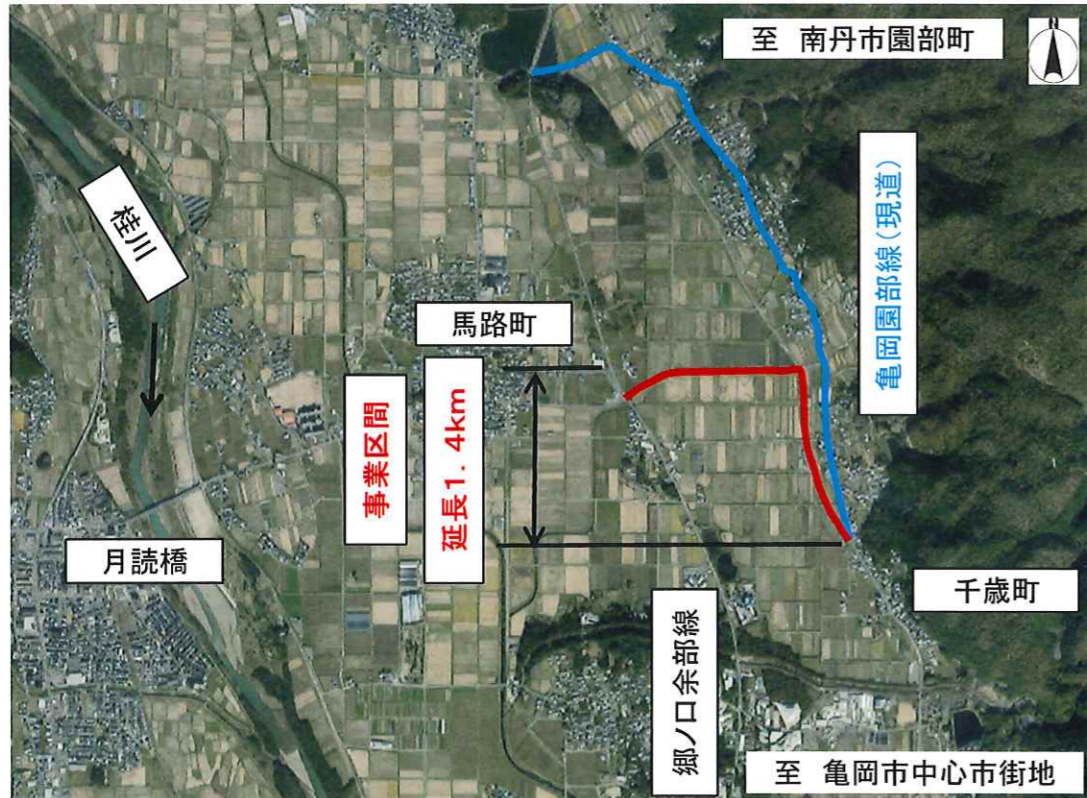 至 南丹市園部町
N
桂川
亀岡園部線(現道)
馬路町
事業区間
延長1.4km
月読橋
千歳町
郷ノ口余部線
至 亀岡市中心市街地